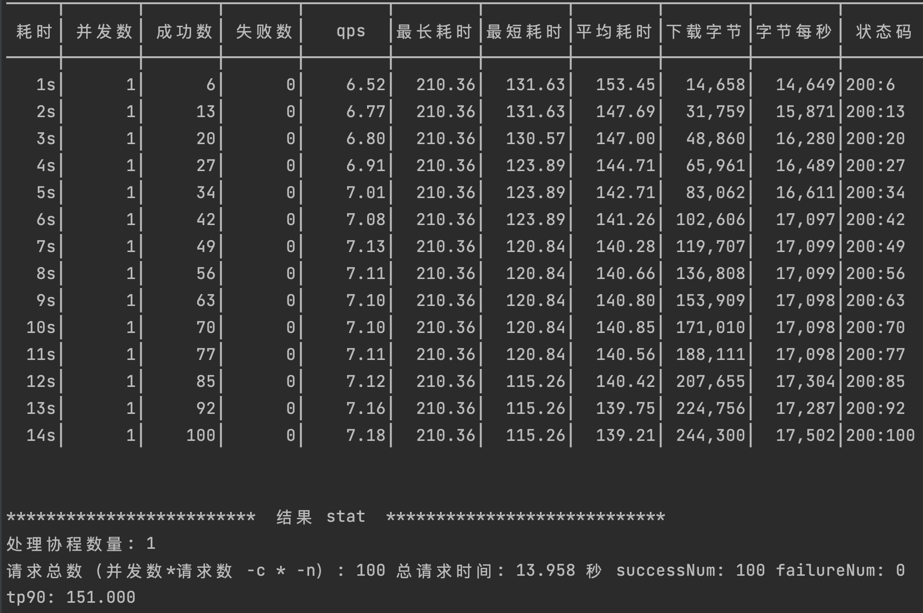 耗时│ 并发数│ 成功数│ 失败数│ qps │最长耗时│最短耗时│平均耗时│下载字节│字节每秒│ 状态码
1s│ 1│ 6│ 0│ 6.52│ 210.36│ 131.63│ 153.45│ 14,658│ 14,649│200:6
2s│ 1│ 13│ 0│ 6.77│ 210.36│ 131.63│ 147.69│ 31,759│ 15,871│200:13
3s│ 1│ 20│ 0│ 6.80│ 210.36│ 130.57│ 147.00│ 48,860│ 16,280│200:20
4s│ 1│ 27│ 0│ 6.91│ 210.36│ 123.89│ 144.71│ 65,961│ 16,489│200:27
5s│ 1│ 34│ 0│ 7.01│ 210.36│ 123.89│ 142.71│ 83,062│ 16,611│200:34
6s│ 1│ 42│ 0│ 7.08│ 210.36│ 123.89│ 141.26│ 102,606│ 17,097│200:42
7s│ 1│ 49│ 0│ 7.13│ 210.36│ 120.84│ 140.28│ 119,707│ 17,099│200:49
8s│ 1│ 56│ 0│ 7.11│ 210.36│ 120.84│ 140.66│ 136,808│ 17,099│200:56
9s│ 1│ 63│ 0│ 7.10│ 210.36│ 120.84│ 140.80│ 153,909│ 17,098│200:63
10s│ 1│ 70│ 0│ 7.10│ 210.36│ 120.84│ 140.85│ 171,010│ 17,098│200:70
11s│ 1│ 77│ 0│ 7.11│ 210.36│ 120.84│ 140.56│ 188,111│ 17,098│200:77
12s│ 1│ 85│ 0│ 7.12│ 210.36│ 115.26│ 140.42│ 207,655│ 17,304│200:85
13s│ 1│ 92│ 0│ 7.16│ 210.36│ 115.26│ 139.75│ 224,756│ 17,287│200:92
14s│ 1│ 100│ 0│ 7.18│ 210.36│ 115.26│ 139.21│ 244,300│ 17,502│200:100
************************* 结果 stat ****************************
处理协程数量: 1
请求总数 (并发数*请求数 -c * -n) : 100 总请求时间: 13.958 秒 successNum: 100 failureNum: 0
tp90: 151.000